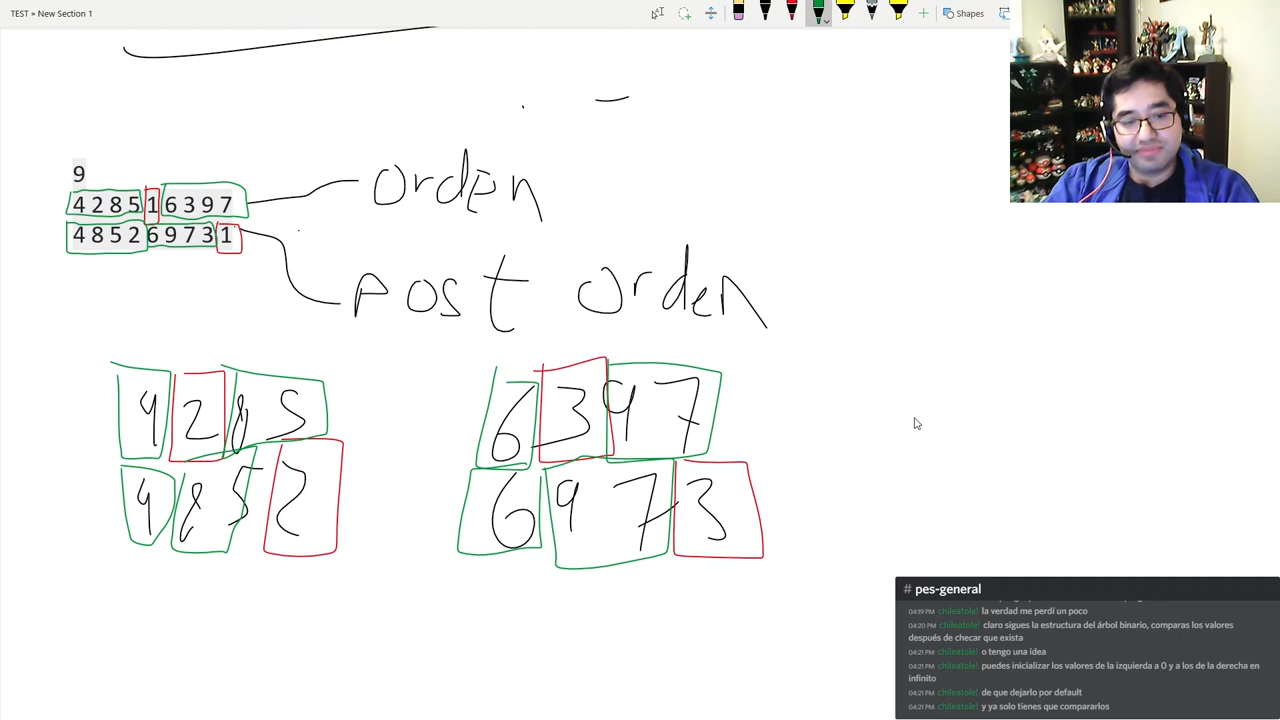 TEST » New Section 1
Shapes
9
4 2 8 5 1 6 3 9 7
4 8 5 2 6 9 7 3 1
orden
post orden
4 2 8 5
4 8 5 2
6 3 9 7
6 9 7 3
# pes-general
04:19 PM chileatole! la verdad me perdí un poco
04:20 PM chileatole! claro sigues la estructura del árbol binario, comparas los valores
después de checar que exista
04:21 PM chileatole! o tengo una idea
04:21 PM chileatole! puedes inicializar los valores de la izquierda a 0 y a los de la derecha en
infinito
04:21 PM chileatole! de que dejarlo por default
04:21 PM chileatole! y ya solo tienes que compararlos